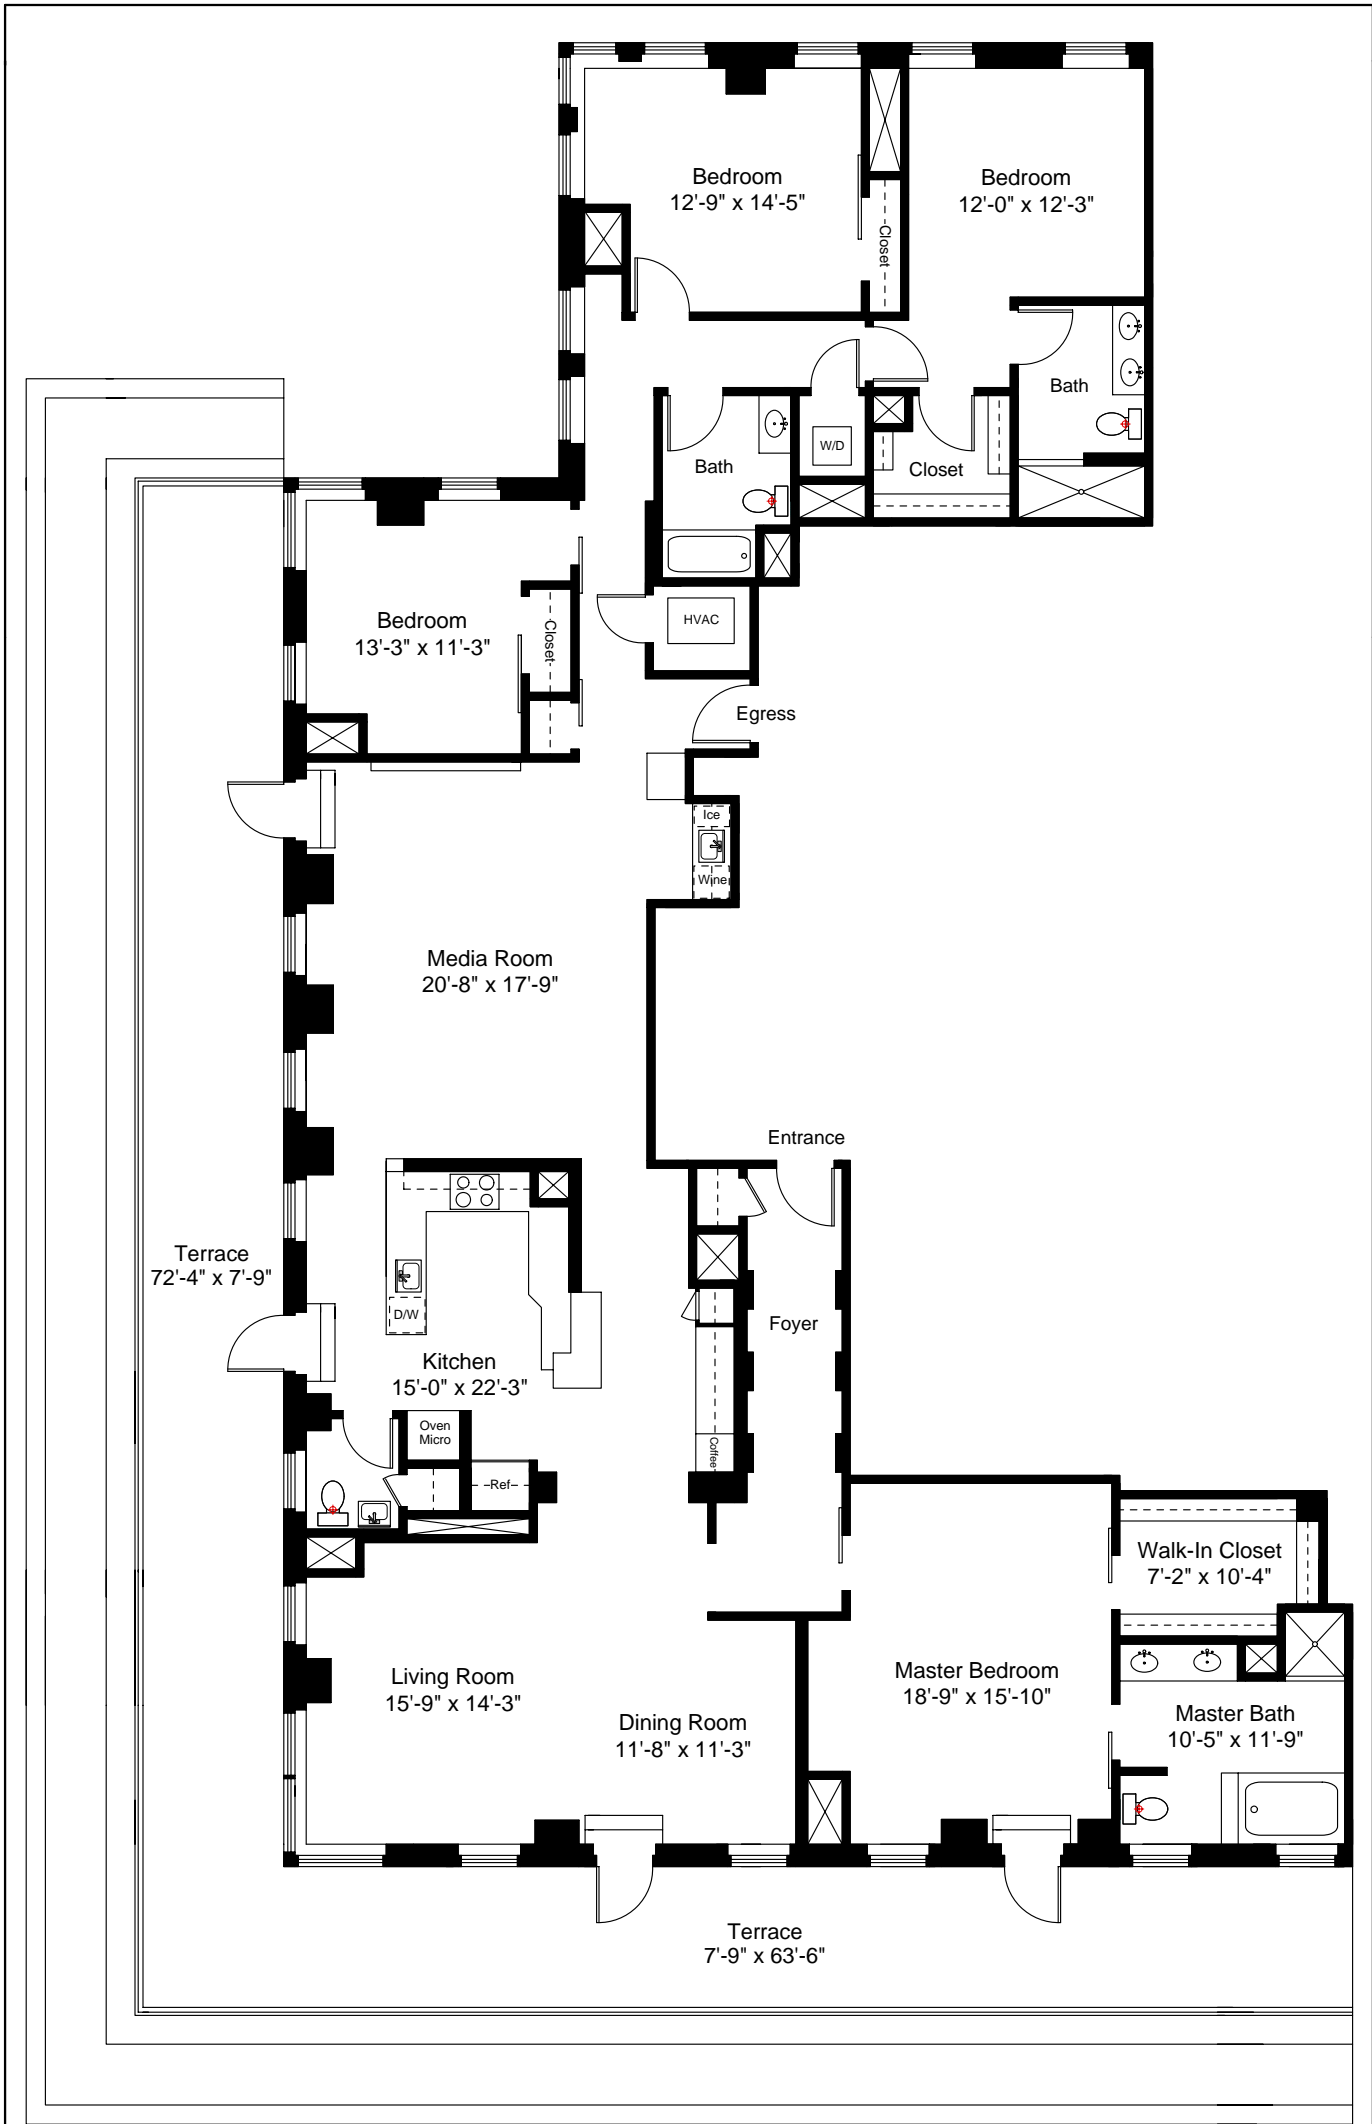 Bedroom
12'-9" x 14'-5"
Bedroom
12'-0" x 12'-3"
Closet
Bath
W/D
Bath
Closet
Bedroom
13'-3" x 11'-3"
Closet
HVAC
Egress
Ice
Wine
Media Room
20'-8" x 17'-9"
Entrance
Terrace
72'-4" x 7'-9"
D/W
Foyer
Kitchen
15'-0" x 22'-3"
Oven
Micro
Coffee
Ref
Walk-In Closet
7'-2" x 10'-4"
Living Room
15'-9" x 14'-3"
Master Bedroom
18'-9" x 15'-10"
Dining Room
11'-8" x 11'-3"
Master Bath
10'-5" x 11'-9"
Terrace
7'-9" x 63'-6"